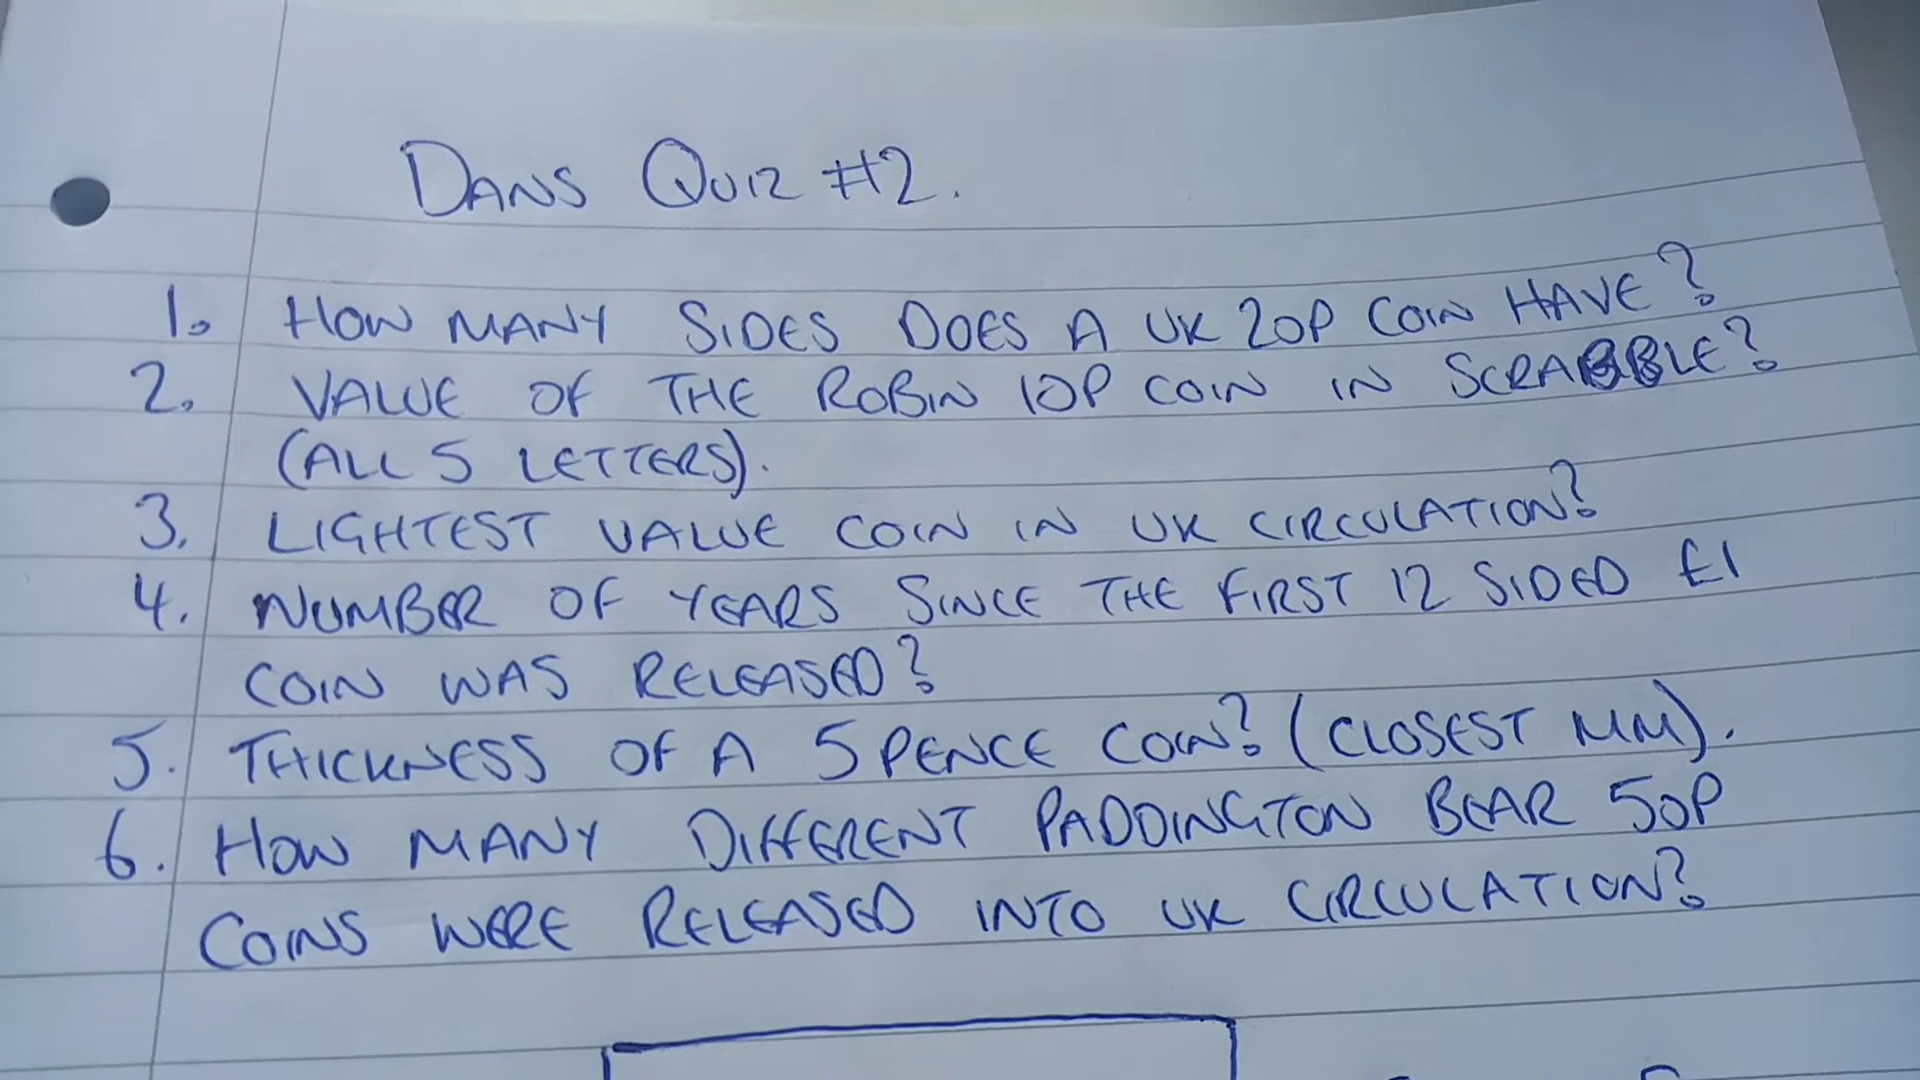 DANS QUIZ #2.
1. HOW MANY SIDES DOES A UK 20P COIN HAVE?
2. VALUE OF THE ROBIN 10P COIN IN SCRABBLE?
(ALL 5 LETTERS).
3. LIGHTEST VALUE COIN IN UK CIRCULATION?
4. NUMBER OF YEARS SINCE THE FIRST 12 SIDED £1
COIN WAS RELEASED?
5. THICKNESS OF A 5 PENCE COIN? (CLOSEST MM).
6. HOW MANY DIFFERENT PADDINGTON BEAR 50P
COINS WERE RELEASED INTO UK CIRCULATION?